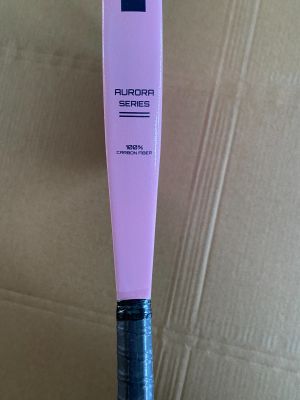 AURORA
SERIES
100%
CARBON FIBER